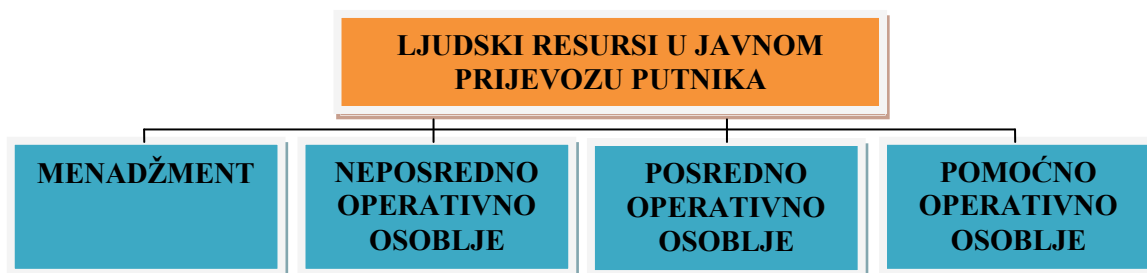 LJUDSKI RESURSI U JAVNOM
PRIJEVOZU PUTNIKA
MENADŽMENT
NEPOSREDNO
OPERATIVNO
OSOBLJE
POSREDNO
OPERATIVNO
OSOBLJE
POMOĆNO
OPERATIVNO
OSOBLJE